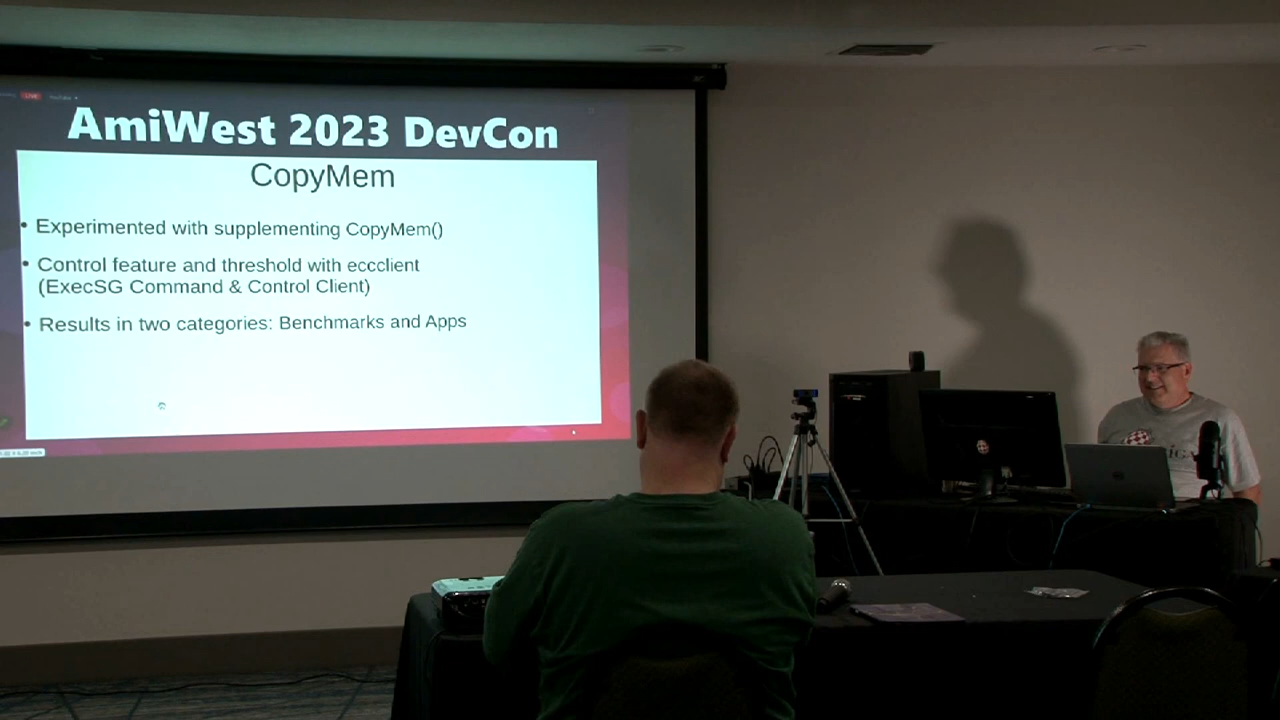 LIVE
AmiWest 2023 DevCon
CopyMem
• Experimented with supplementing CopyMem()
• Control feature and threshold with eccclient
(ExecSG Command & Control Client)
• Results in two categories: Benchmarks and Apps